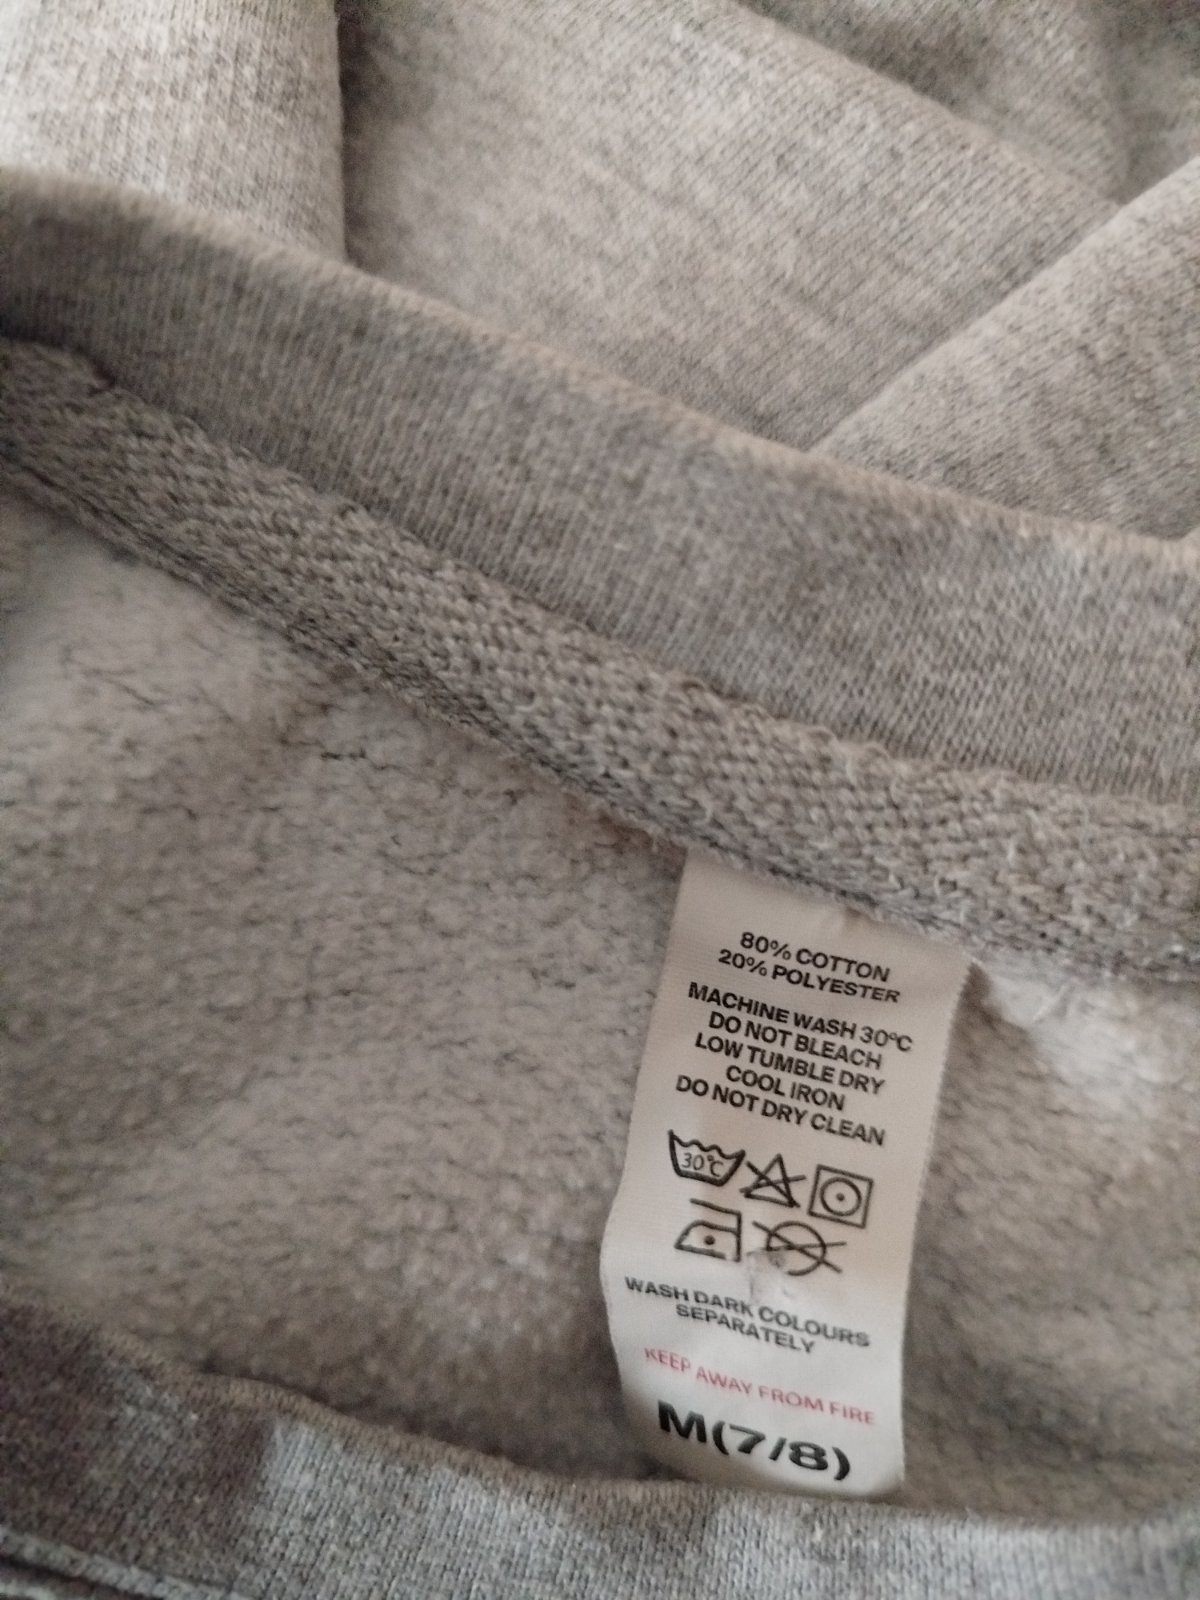 80% COTTON
20% POLYESTER
MACHINE WASH 30°C
DO NOT BLEACH
LOW TUMBLE DRY
COOL IRON
DO NOT DRY CLEAN
30°C
WASH DARK COLOURS
SEPARATELY
KEEP AWAY FROM FIRE
M(7/8)